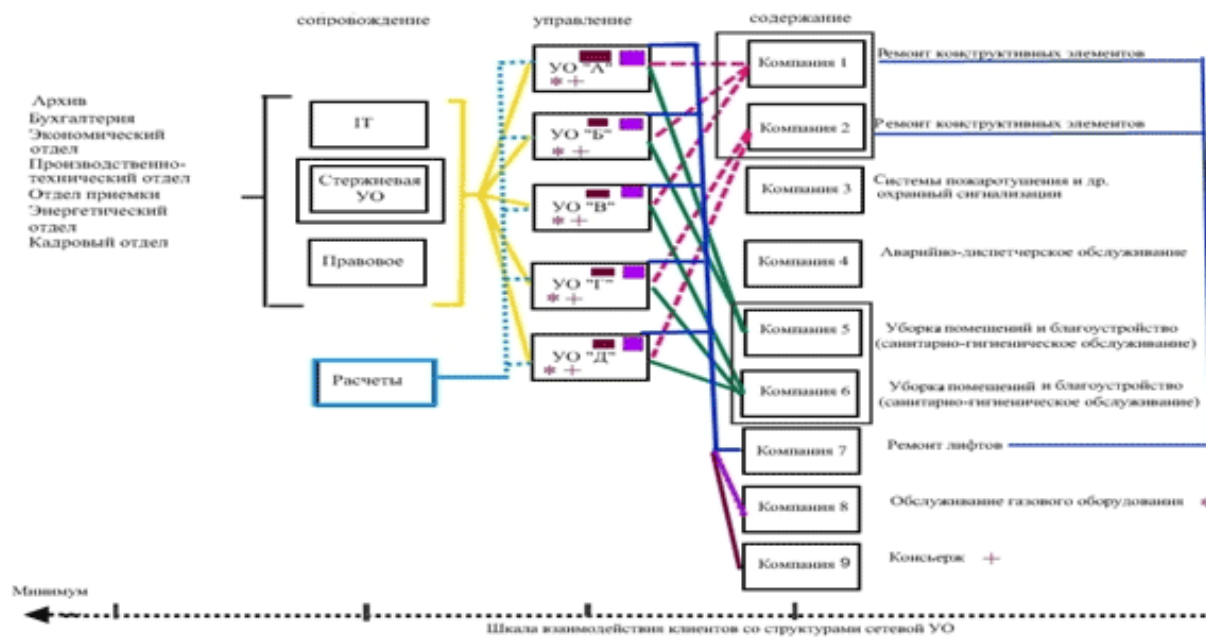 сопровождение
управление
содержание
Архив
Бухгалтерия
Экономический
отдел
Производственно-
технический отдел
Отдел приемки
Энергетический
отдел
Кадровый отдел
IT
Стержневая
УО
Правовое
Расчеты
УО "А"
* +
УО "Б"
* +
УО "В"
* +
УО "Г"
* +
УО "Д"
* +
Компания 1
Ремонт конструктивных элементов
Компания 2
Ремонт конструктивных элементов
Компания 3
Системы пожаротушения и др.
охранный сигнализации
Компания 4
Аварийно-диспетчерское обслуживание
Компания 5
Уборка помещений и благоустройство
(санитарно-гигиеническое обслуживание)
Компания 6
Уборка помещений и благоустройство
(санитарно-гигиеническое обслуживание)
Компания 7
Ремонт лифтов
Компания 8
Обслуживание газового оборудования *
Компания 9
Консьерж +
Минимум
Шкала взаимодействия клиентов со структурами сетевой УО